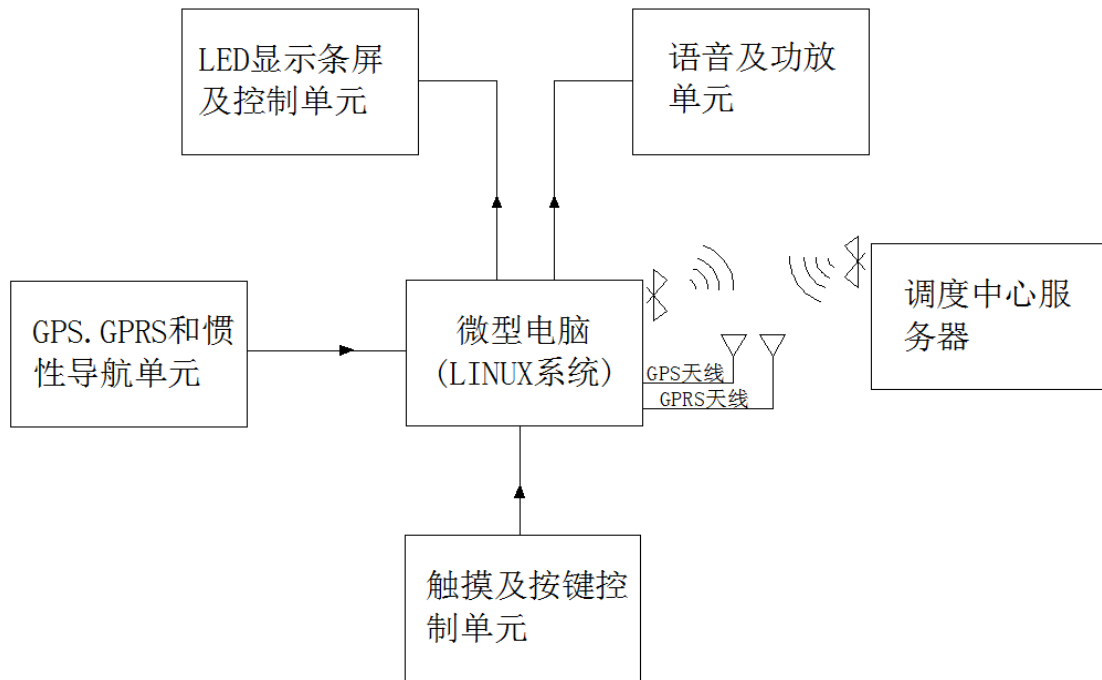 LED显示条屏
及控制单元
语音及功放
单元
GPS.GPRS和惯
性导航单元
微型电脑
(LINUX系统)
GPS天线
GPRS天线
调度中心服
务器
触摸及按键控
制单元